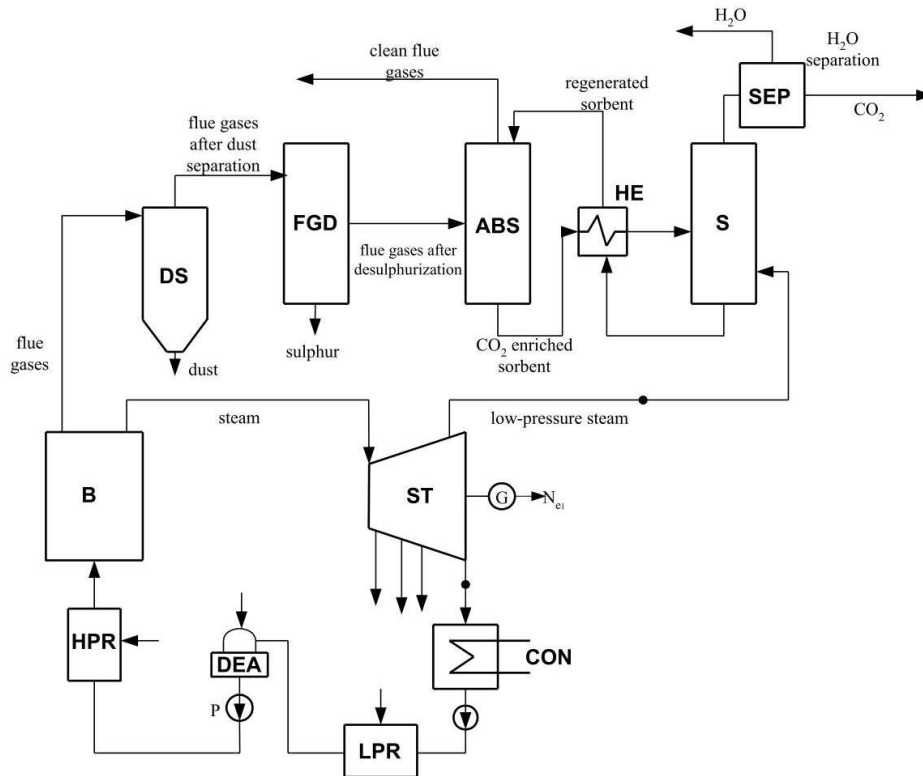 H₂O
clean flue
gases
H₂O
separation
regenerated
sorbent
SEP
CO₂
flue gases
after dust
separation
HE
FGD
ABS
S
DS
flue gases after
desulphurization
flue
gases
sulphur
CO₂ enriched
sorbent
dust
steam
low-pressure steam
B
ST
G
Nₑₗ
HPR
DEA
CON
P
LPR